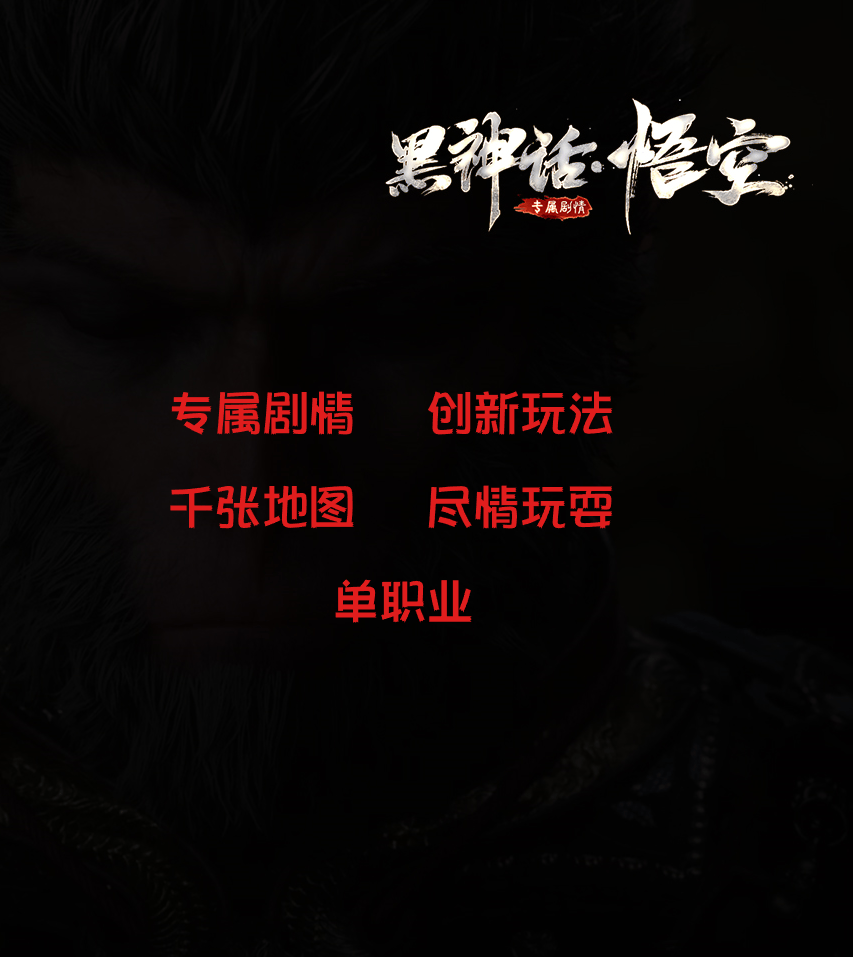 黑神话·悟空
专属剧情
专属剧情 创新玩法
千张地图 尽情玩耍
单职业